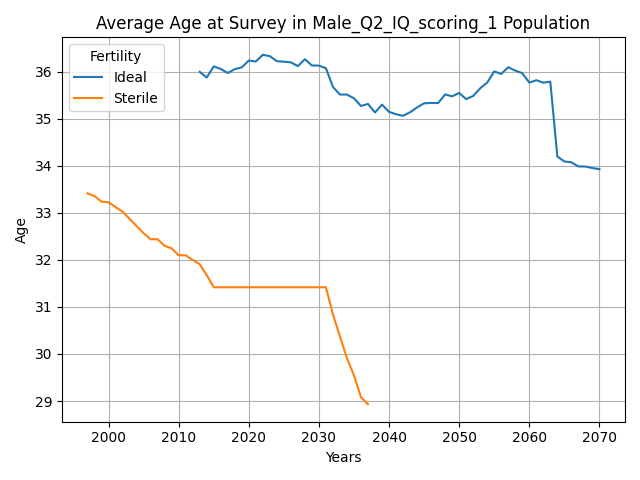 Average Age at Survey in Male_Q2_IQ_scoring_1 Population
Fertility
Ideal
Sterile
36
35
34
33
32
31
30
29
Age
2000 2010 2020 2030 2040 2050 2060 2070
Years